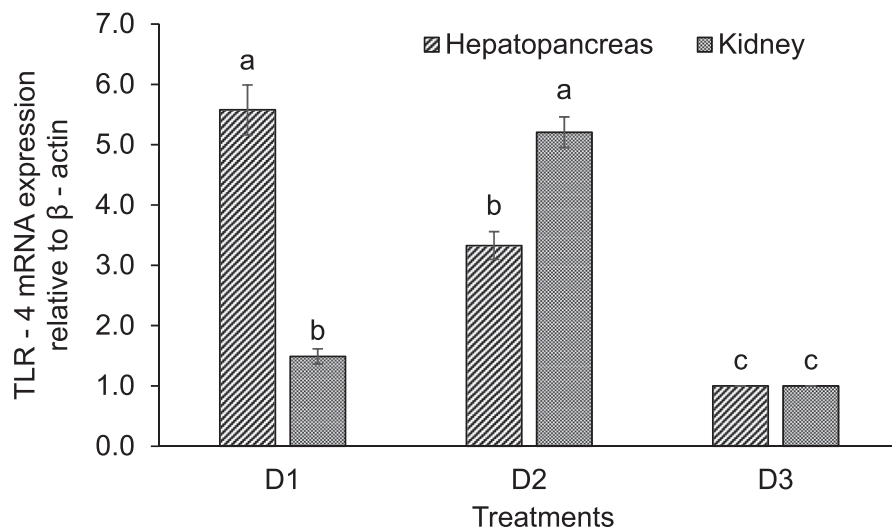 7.0
6.0
5.0
4.0
3.0
2.0
1.0
0.0
TLR - 4 mRNA expression
relative to β - actin
Hepatopancreas
Kidney
a
b
b
a
c
c
D1
D2
D3
Treatments